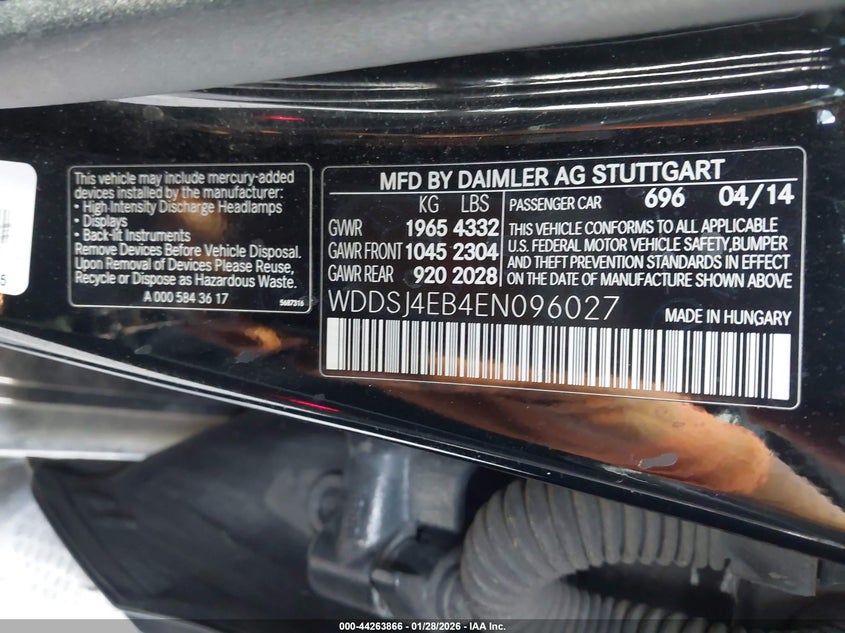 This vehicle may include mercury-added
devices installed by the manufacturer:
• High Intensity Discharge Headlamps
• Displays
• Back-lit Instruments
Remove Devices Before Vehicle Disposal.
Upon Removal of Devices Please Reuse,
Recycle or Dispose as Hazardous Waste.
A 000 584 36 17
5687316
5
MFD BY DAIMLER AG STUTTGART
KG LBS
GVWR 1965 4332
GAWR FRONT 1045 2304
GAWR REAR 920 2028
PASSENGER CAR 696 04/14
THIS VEHICLE CONFORMS TO ALL APPLICABLE
U.S. FEDERAL MOTOR VEHICLE SAFETY,BUMPER
AND THEFT PREVENTION STANDARDS IN EFFECT
ON DATE OF MANUFACTURE SHOWN ABOVE
WDDSJ4EB4EN096027
MADE IN HUNGARY
000-44263866 - 01/28/2026 - IAA Inc.